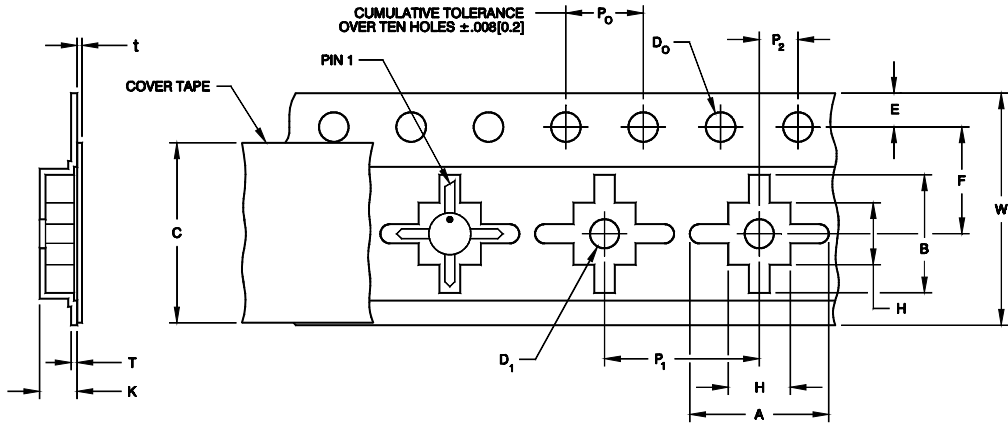 CUMULATIVE TOLERANCE
OVER TEN HOLES ±.008[0.2]
P0
D0
P2
t
PIN 1
COVER TAPE
E
F
W
C
B
H
T
K
D1
P1
H
A